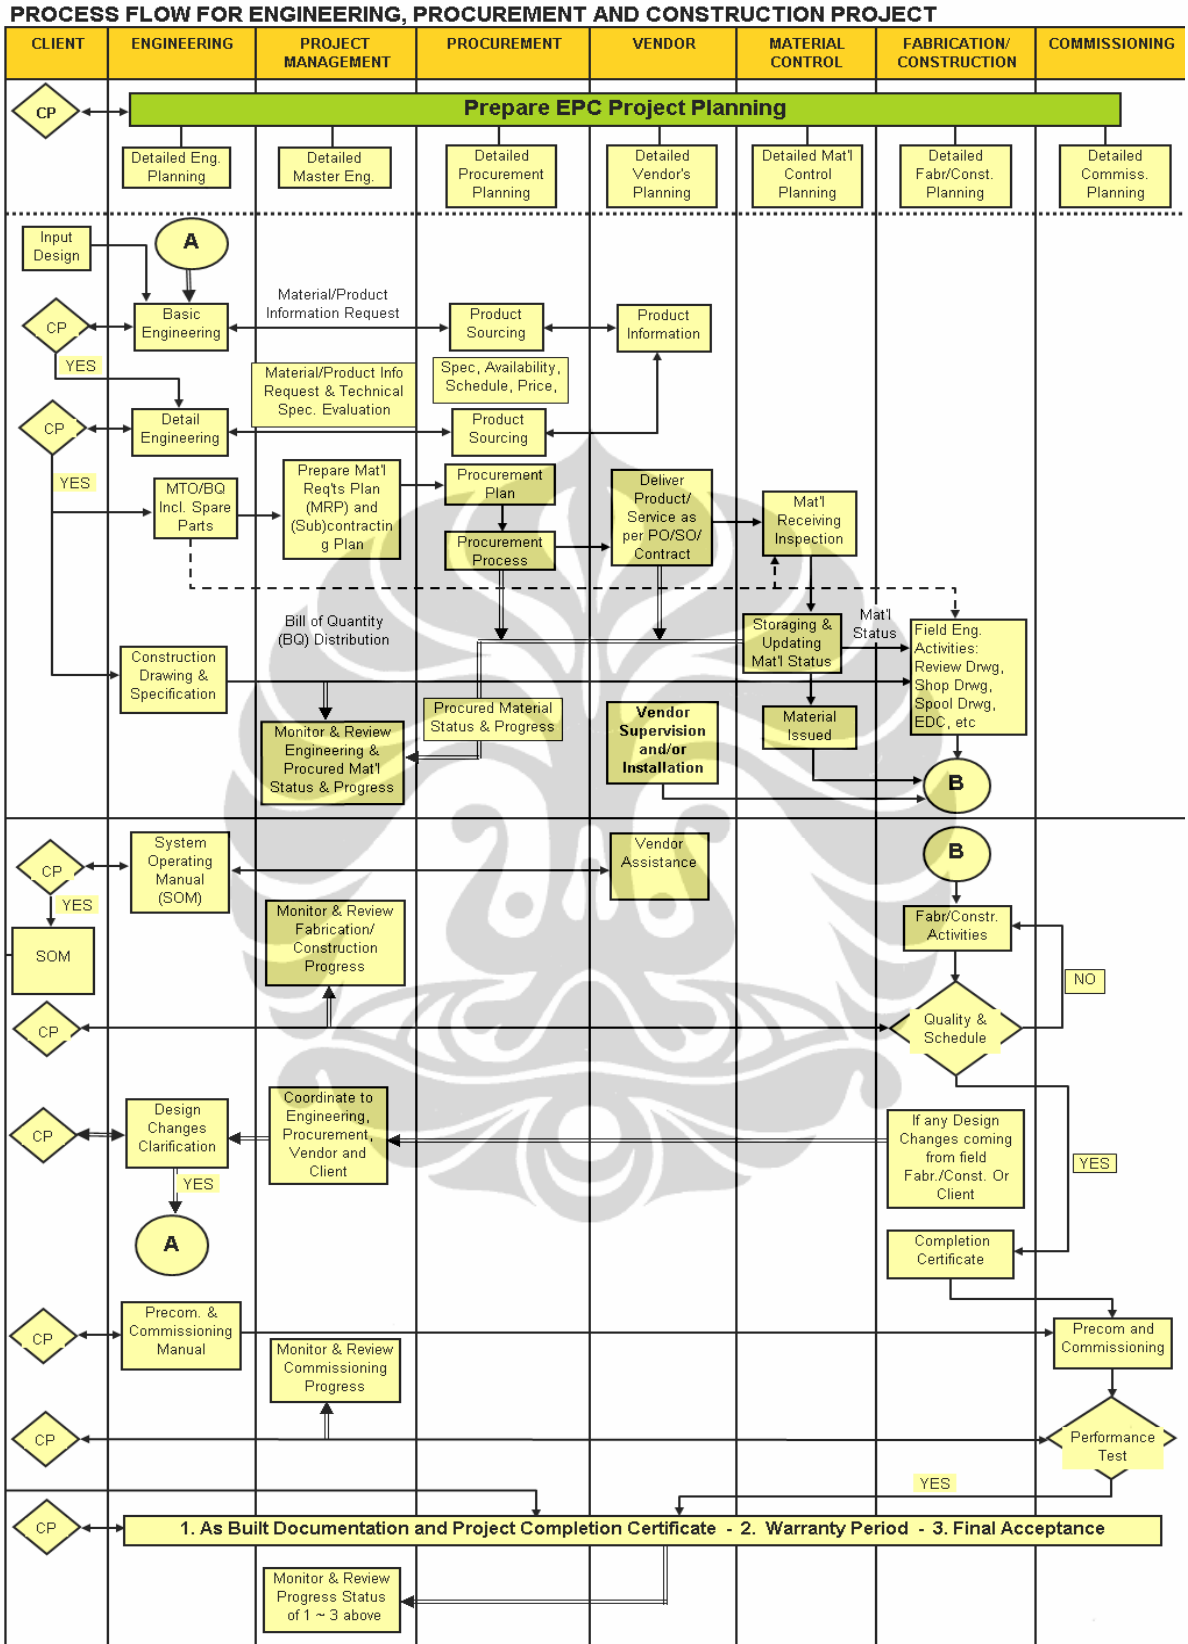 PROCESS FLOW FOR ENGINEERING, PROCUREMENT AND CONSTRUCTION PROJECT
CLIENT
ENGINEERING
PROJECT
MANAGEMENT
PROCUREMENT
VENDOR
MATERIAL
CONTROL
FABRICATION/
CONSTRUCTION
COMMISSIONING
CP
Prepare EPC Project Planning
Detailed Eng.
Planning
Detailed
Master Eng.
Detailed
Procurement
Planning
Detailed
Vendor's
Planning
Detailed Mat'l
Control
Planning
Detailed
Fabr/Const.
Planning
Detailed
Commiss.
Planning
Input
Design
A
CP
Basic
Engineering
Material/Product
Information Request
Product
Sourcing
Product
Information
YES
Material/Product Info
Request & Technical
Spec. Evaluation
Spec, Availability,
Schedule, Price,
CP
Detail
Engineering
Product
Sourcing
YES
MTO/BQ
Incl. Spare
Parts
Prepare Mat'l
Req'ts Plan
(MRP) and
(Sub)contractin
g Plan
Procurement
Plan
Procurement
Process
Deliver
Product/
Service as
per PO/SO/
Contract
Mat'l
Receiving
Inspection
Bill of Quantity
(BQ) Distribution
Storaging &
Updating
Mat'l Status
Mat'l
Status
Field Eng.
Activities:
Review Drwg,
Shop Drwg,
Spool Drwg,
EDC, etc
Construction
Drawing &
Specification
Procured Material
Status & Progress
Monitor & Review
Engineering &
Procured Mat'l
Status & Progress
Vendor
Supervision
and/or
Installation
Material
Issued
B
CP
System
Operating
Manual
(SOM)
Vendor
Assistance
B
YES
SOM
Monitor & Review
Fabrication/
Construction
Progress
Fabr/Constr.
Activities
NO
CP
Quality &
Schedule
CP
Design
Changes
Clarification
Coordinate to
Engineering,
Procurement,
Vendor and
Client
If any Design
Changes coming
from field
Fabr./Const. Or
Client
YES
YES
A
Completion
Certificate
CP
Precom. &
Commissioning
Manual
Monitor & Review
Commissioning
Progress
Precom and
Commissioning
CP
Performance
Test
YES
CP
1. As Built Documentation and Project Completion Certificate - 2. Warranty Period - 3. Final Acceptance
Monitor & Review
Progress Status
of 1 ~ 3 above